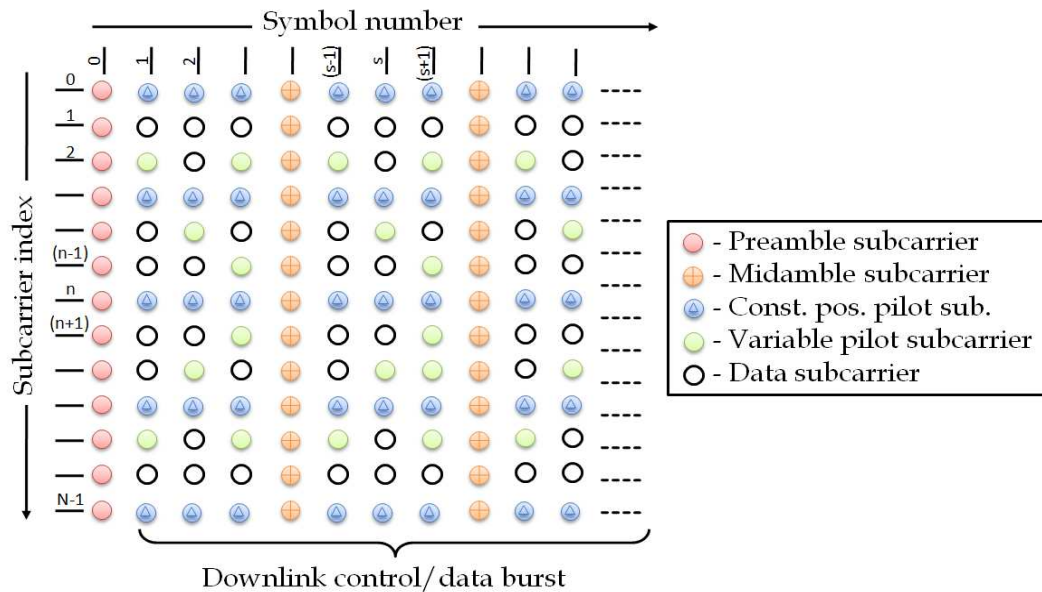 Symbol number
0
1
2
(s-1)
s
(s+1)
Subcarrier index
0
1
2
(n-1)
n
(n+1)
N-1
- Preamble subcarrier
- Midamble subcarrier
- Const. pos. pilot sub.
- Variable pilot subcarrier
- Data subcarrier
Downlink control/data burst